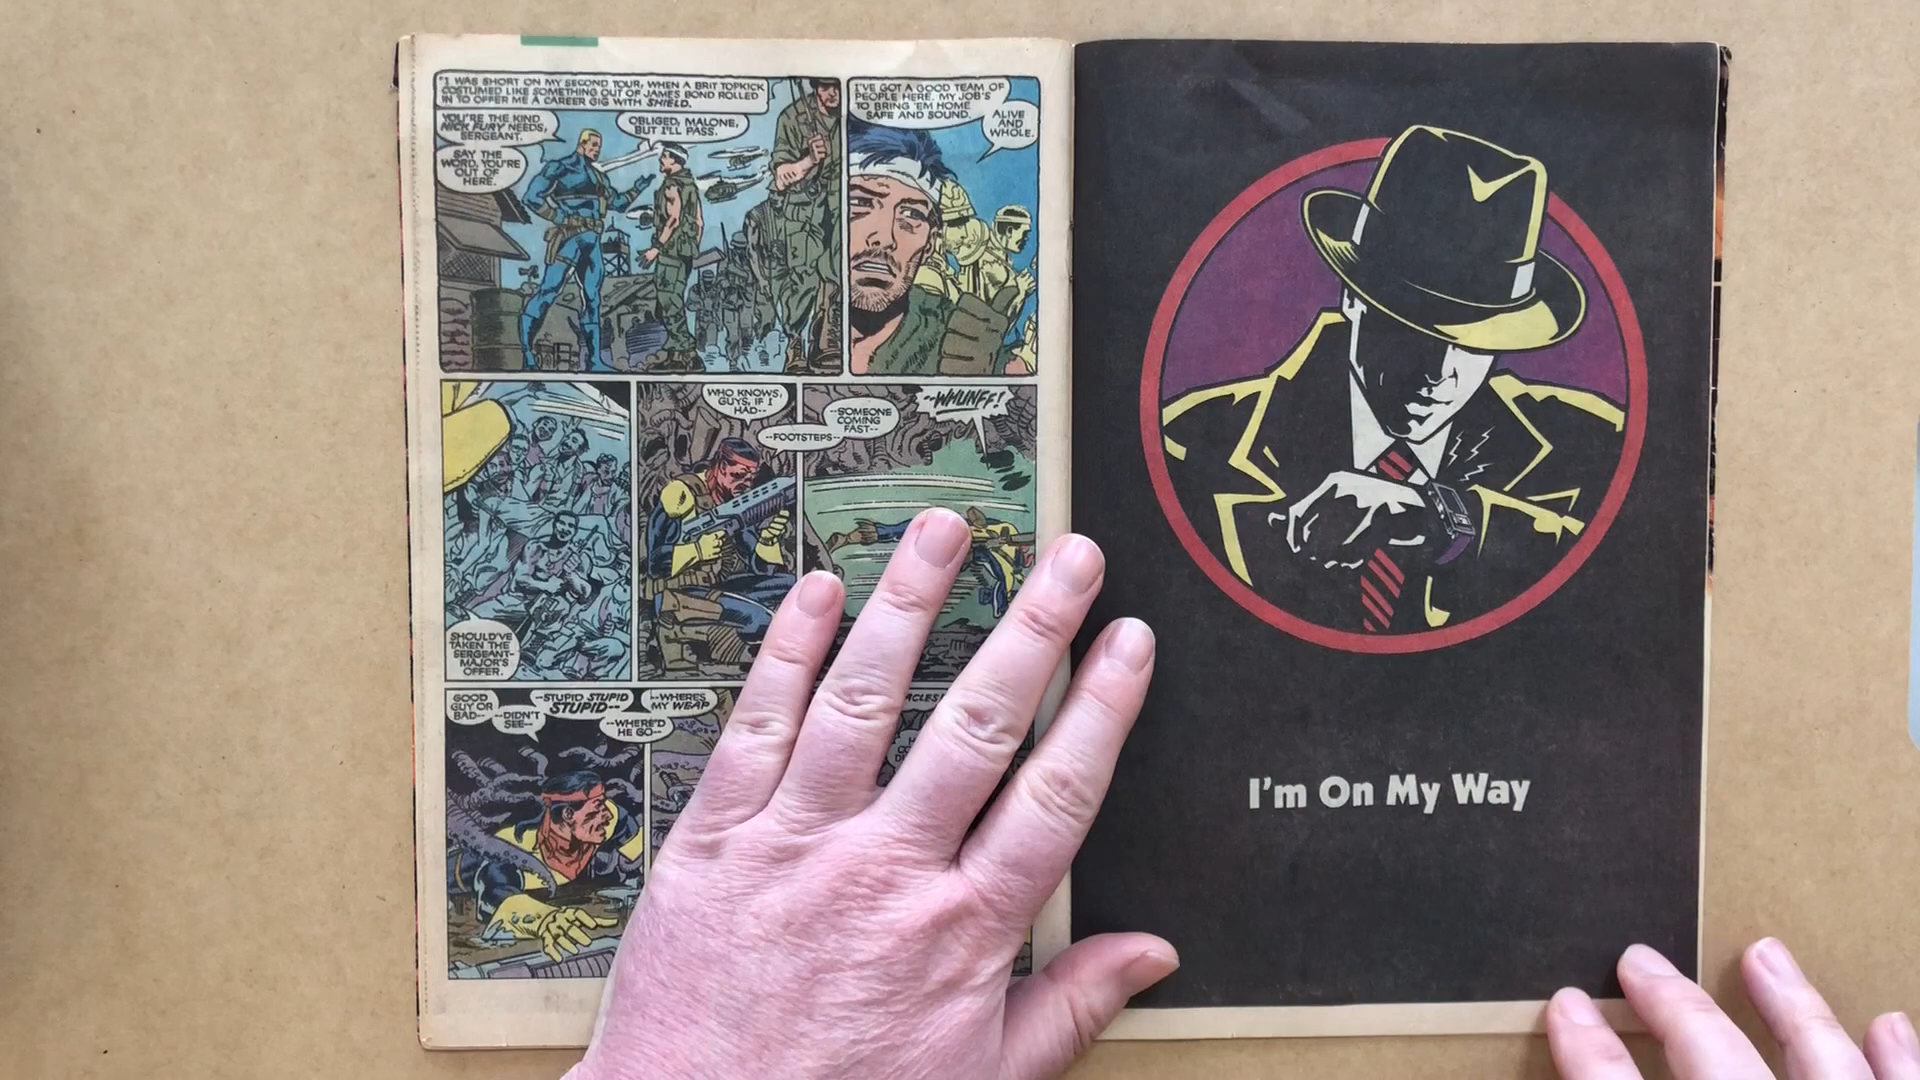 "I WAS SHORT ON MY SECOND TOUR, WHEN A BRIT TOPKICK
COSTUMED LIKE SOMETHING OUT OF JAMES BOND ROLLED
IN TO OFFER ME A CAREER GIG WITH SHIELD.
YOU'RE THE KIND
NICK FURY NEEDS,
SERGEANT.
SAY THE
WORD, YOU'RE
OUT OF
HERE.
OBLIGED, MALONE,
BUT I'LL PASS.
I'VE GOT A GOOD TEAM OF
PEOPLE HERE. MY JOB'S
TO BRING 'EM HOME
SAFE AND SOUND.
ALIVE
AND
WHOLE.
SHOULD'VE
TAKEN THE
SERGEANT-
MAJOR'S
OFFER.
WHO KNOWS,
GUYS, IF I
HAD--
--FOOTSTEPS--
--SOMEONE
COMING
FAST--
--WHUNFF!
GOOD
GUY OR
BAD--
--DIDN'T
SEE--
--STUPID STUPID
STUPID--
--WHERE'D
HE GO--
--WHERE'S
MY WEAP
I'm On My Way